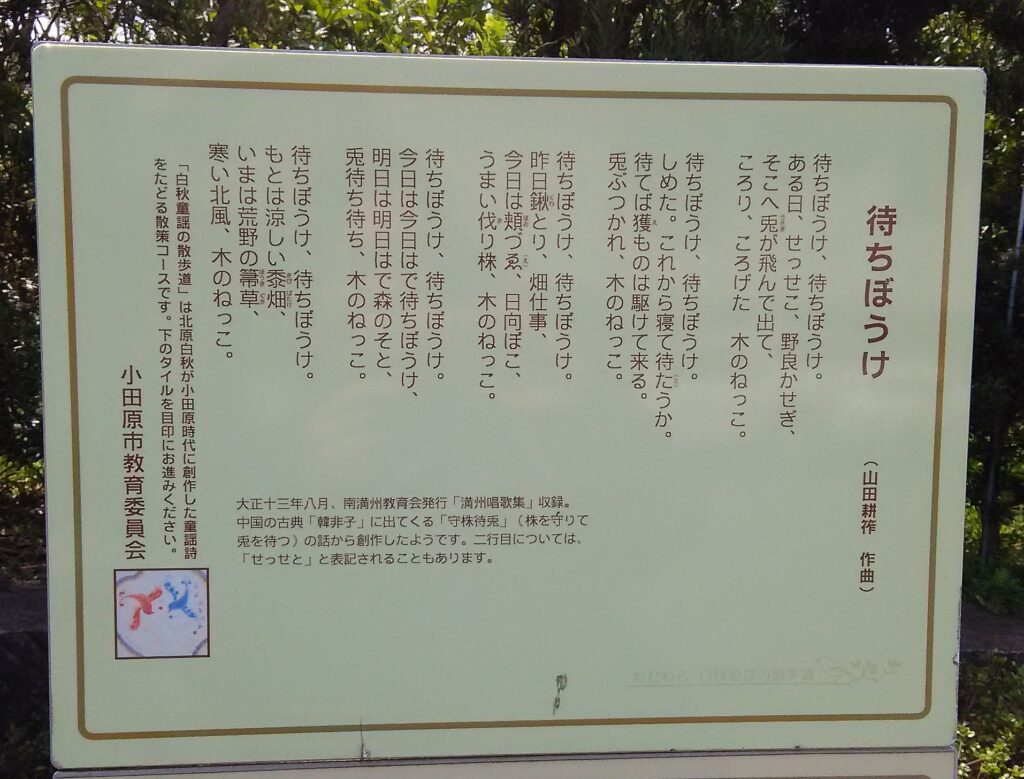 待ちぼうけ
（山田耕筰　作曲）
待ちぼうけ、待ちぼうけ。
ある日、せっせこ、野良かせぎ、
そこへ兎が飛んで出て、
ころり、ころげた　木のねっこ。
待ちぼうけ、待ちぼうけ。
しめた。これから寝て待たうか。
待てば獲ものは駆けて来る。
兎ぶつかれ、木のねっこ。
待ちぼうけ、待ちぼうけ。
昨日鍬とり、畑仕事、
今日は頬づゑ、日向ぼこ、
うまい伐り株、木のねっこ。
待ちぼうけ、待ちぼうけ。
今日は今日はで待ちぼうけ、
明日は明日はで森のそと、
兎待ち待ち、木のねっこ。
待ちぼうけ、待ちぼうけ。
もとは涼しい黍畑、
いまは荒野の箒草、
寒い北風、木のねっこ。
「白秋童謡の散歩道」は北原白秋が小田原時代に創作した童謡詩
をたどる散策コースです。下のタイルを目印にお進みください。
小田原市教育委員会
大正十三年八月、南満州教育会発行「満州唱歌集」収録。
中国の古典「韓非子」に出てくる「守株待兎」（株を守りて
兎を待つ）の話から創作したようです。二行目については、
「せっせと」と表記されることもあります。